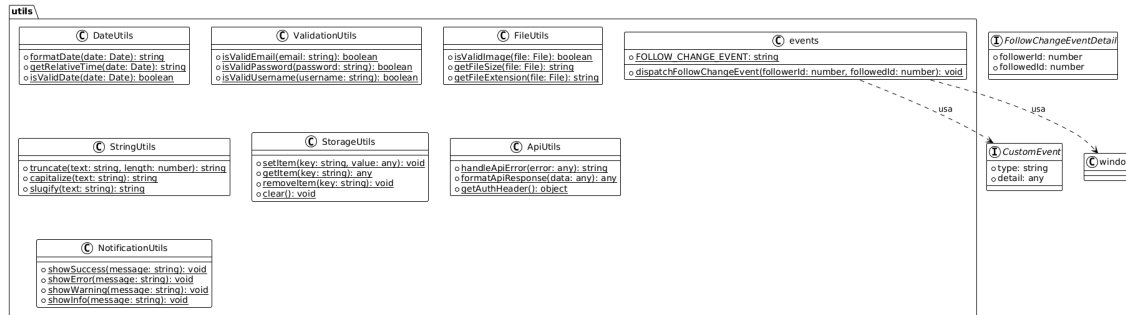 utils
C DateUtils
formatDate(date: Date): string
getRelativeTime(date: Date): string
isValidDate(date: Date): boolean
C ValidationUtils
isValidEmail(email: string): boolean
isValidPassword(password: string): boolean
isValidUsername(username: string): boolean
C FileUtils
isValidImage(file: File): boolean
getFileSize(file: File): string
getFileExtension(file: File): string
C events
FOLLOW_CHANGE_EVENT: string
dispatchFollowChangeEvent(followerId: number, followedId: number): void
I FollowChangeEventDetail
followerId: number
followedId: number
usa
usa
C StringUtils
truncate(text: string, length: number): string
capitalize(text: string): string
slugify(text: string): string
C StorageUtils
setItem(key: string, value: any): void
getItem(key: string): any
removeItem(key: string): void
clear(): void
C ApiUtils
handleApiError(error: any): string
formatApiResponse(data: any): any
getAuthHeader(): object
I CustomEvent
type: string
detail: any
C windo
C NotificationUtils
showSuccess(message: string): void
showError(message: string): void
showWarning(message: string): void
showInfo(message: string): void